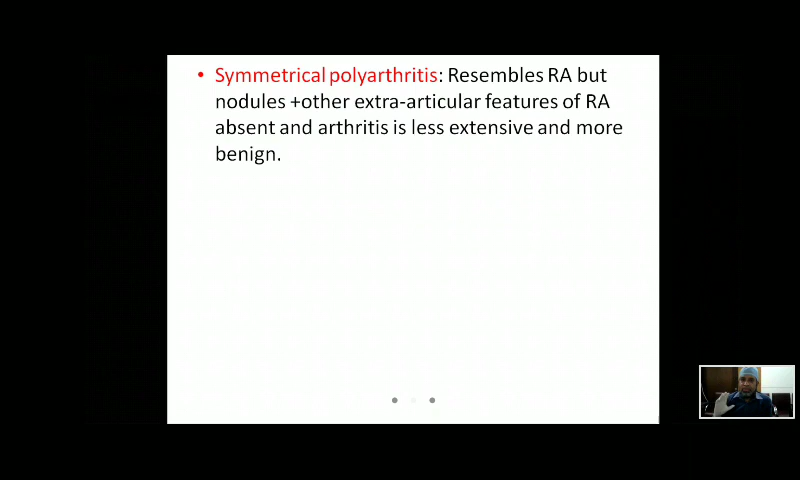 • Symmetrical polyarthritis: Resembles RA but
nodules +other extra-articular features of RA
absent and arthritis is less extensive and more
benign.